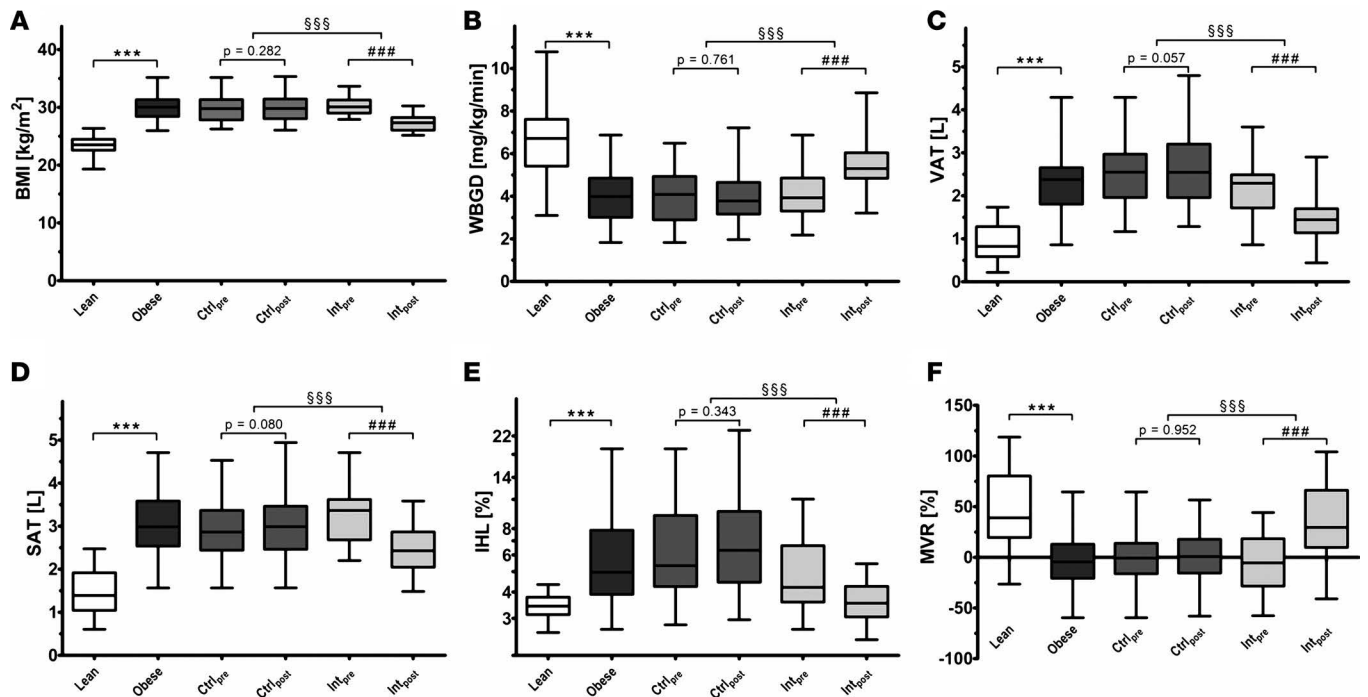 A
BMI [kg/m²]
40
30
20
10
0
***
p = 0.282
§§§
###
Lean
Obese
Ctrlpre
Ctrlpost
Intpre
Intpost
B
WBGD [mg/kg/min]
12
10
8
6
4
2
0
***
p = 0.761
§§§
###
Lean
Obese
Ctrlpre
Ctrlpost
Intpre
Intpost
C
VAT [L]
5
4
3
2
1
0
***
p = 0.057
§§§
###
Lean
Obese
Ctrlpre
Ctrlpost
Intpre
Intpost
D
SAT [L]
5
4
3
2
1
0
***
p = 0.080
§§§
###
Lean
Obese
Ctrlpre
Ctrlpost
Intpre
Intpost
E
IHL [%]
22
14
8
6
4
3
***
p = 0.343
§§§
###
Lean
Obese
Ctrlpre
Ctrlpost
Intpre
Intpost
F
MVR [%]
150
100
50
0
-50
-100
***
p = 0.952
§§§
###
Lean
Obese
Ctrlpre
Ctrlpost
Intpre
Intpost